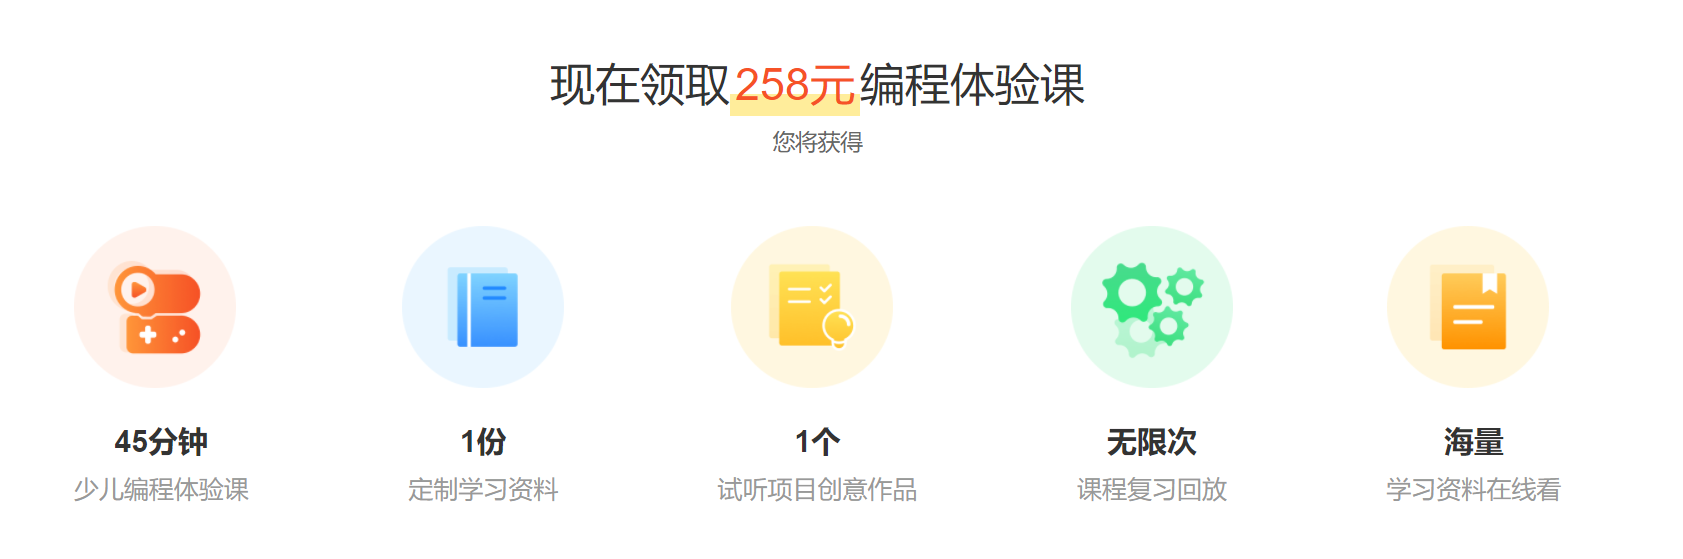 现在领取258元编程体验课
您将获得
45分钟
少儿编程体验课
1份
定制学习资料
1个
试听项目创意作品
无限次
课程复习回放
海量
学习资料在线看